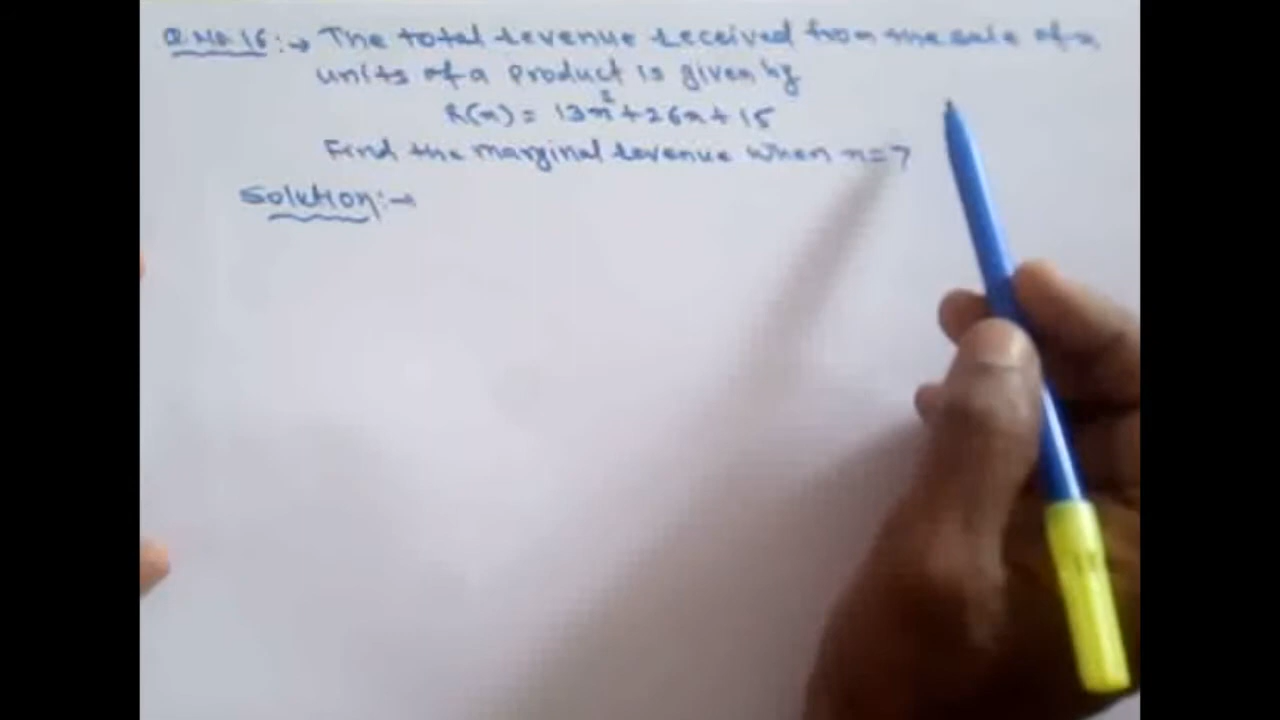 Q.No.16:→ The total revenue received from the sale of x
units of a product is given by
R(x) = 13x²+26x+15
Find the marginal revenue when x=7
Solution:→